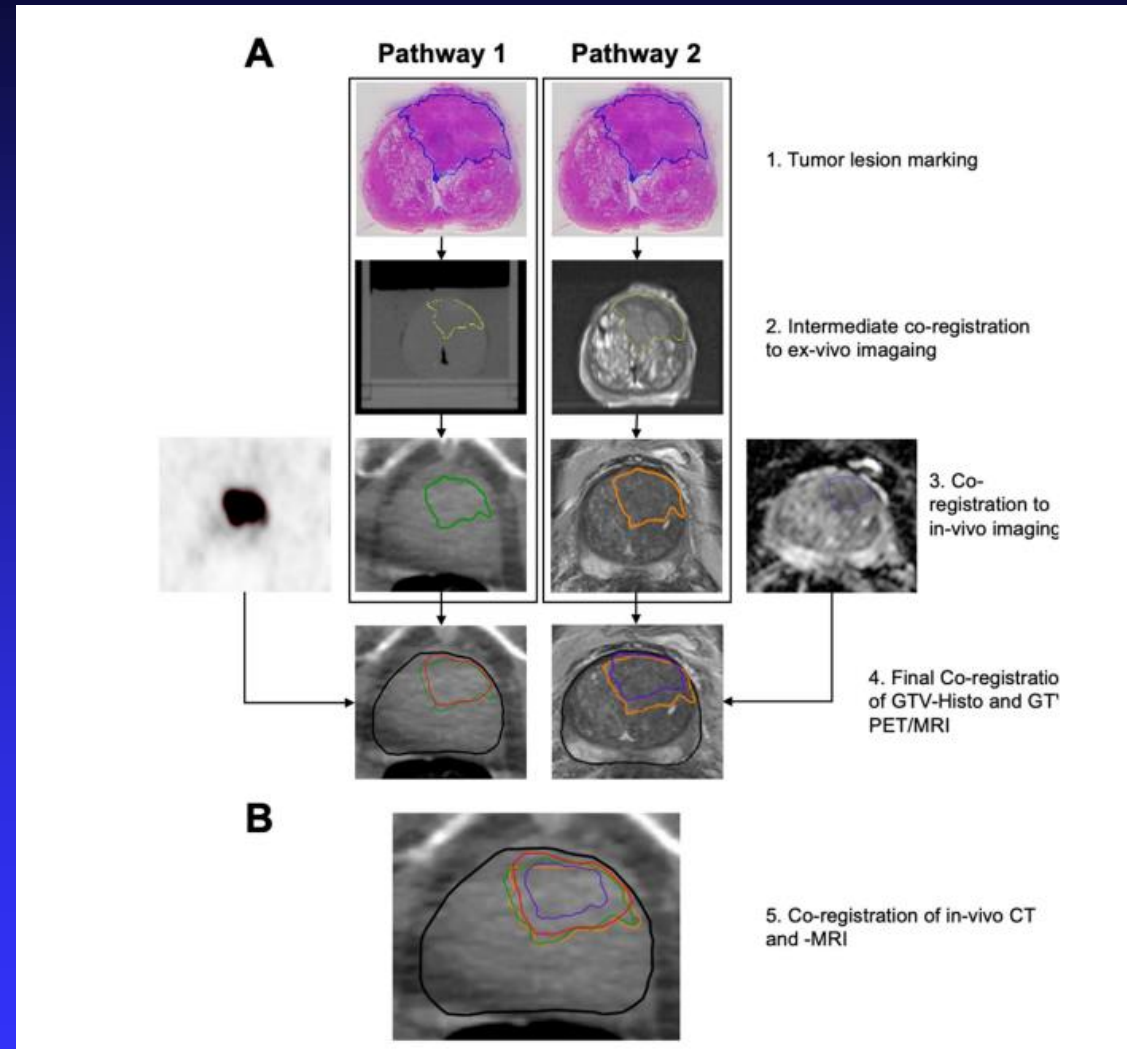 A
Pathway 1
Pathway 2
1. Tumor lesion marking
2. Intermediate co-registration
to ex-vivo imagaing
3. Co-
registration to
in-vivo imaging
4. Final Co-registratio
of GTV-Histo and GT'
PET/MRI
B
5. Co-registration of in-vivo CT
and -MRI